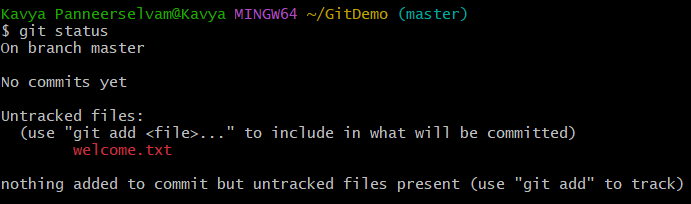 Kavya Panneerselvam@Kavya MINGW64 ~/GitDemo (master)
$ git status
On branch master
No commits yet
Untracked files:
(use "git add <file>..." to include in what will be committed)
welcome.txt
nothing added to commit but untracked files present (use "git add" to track)